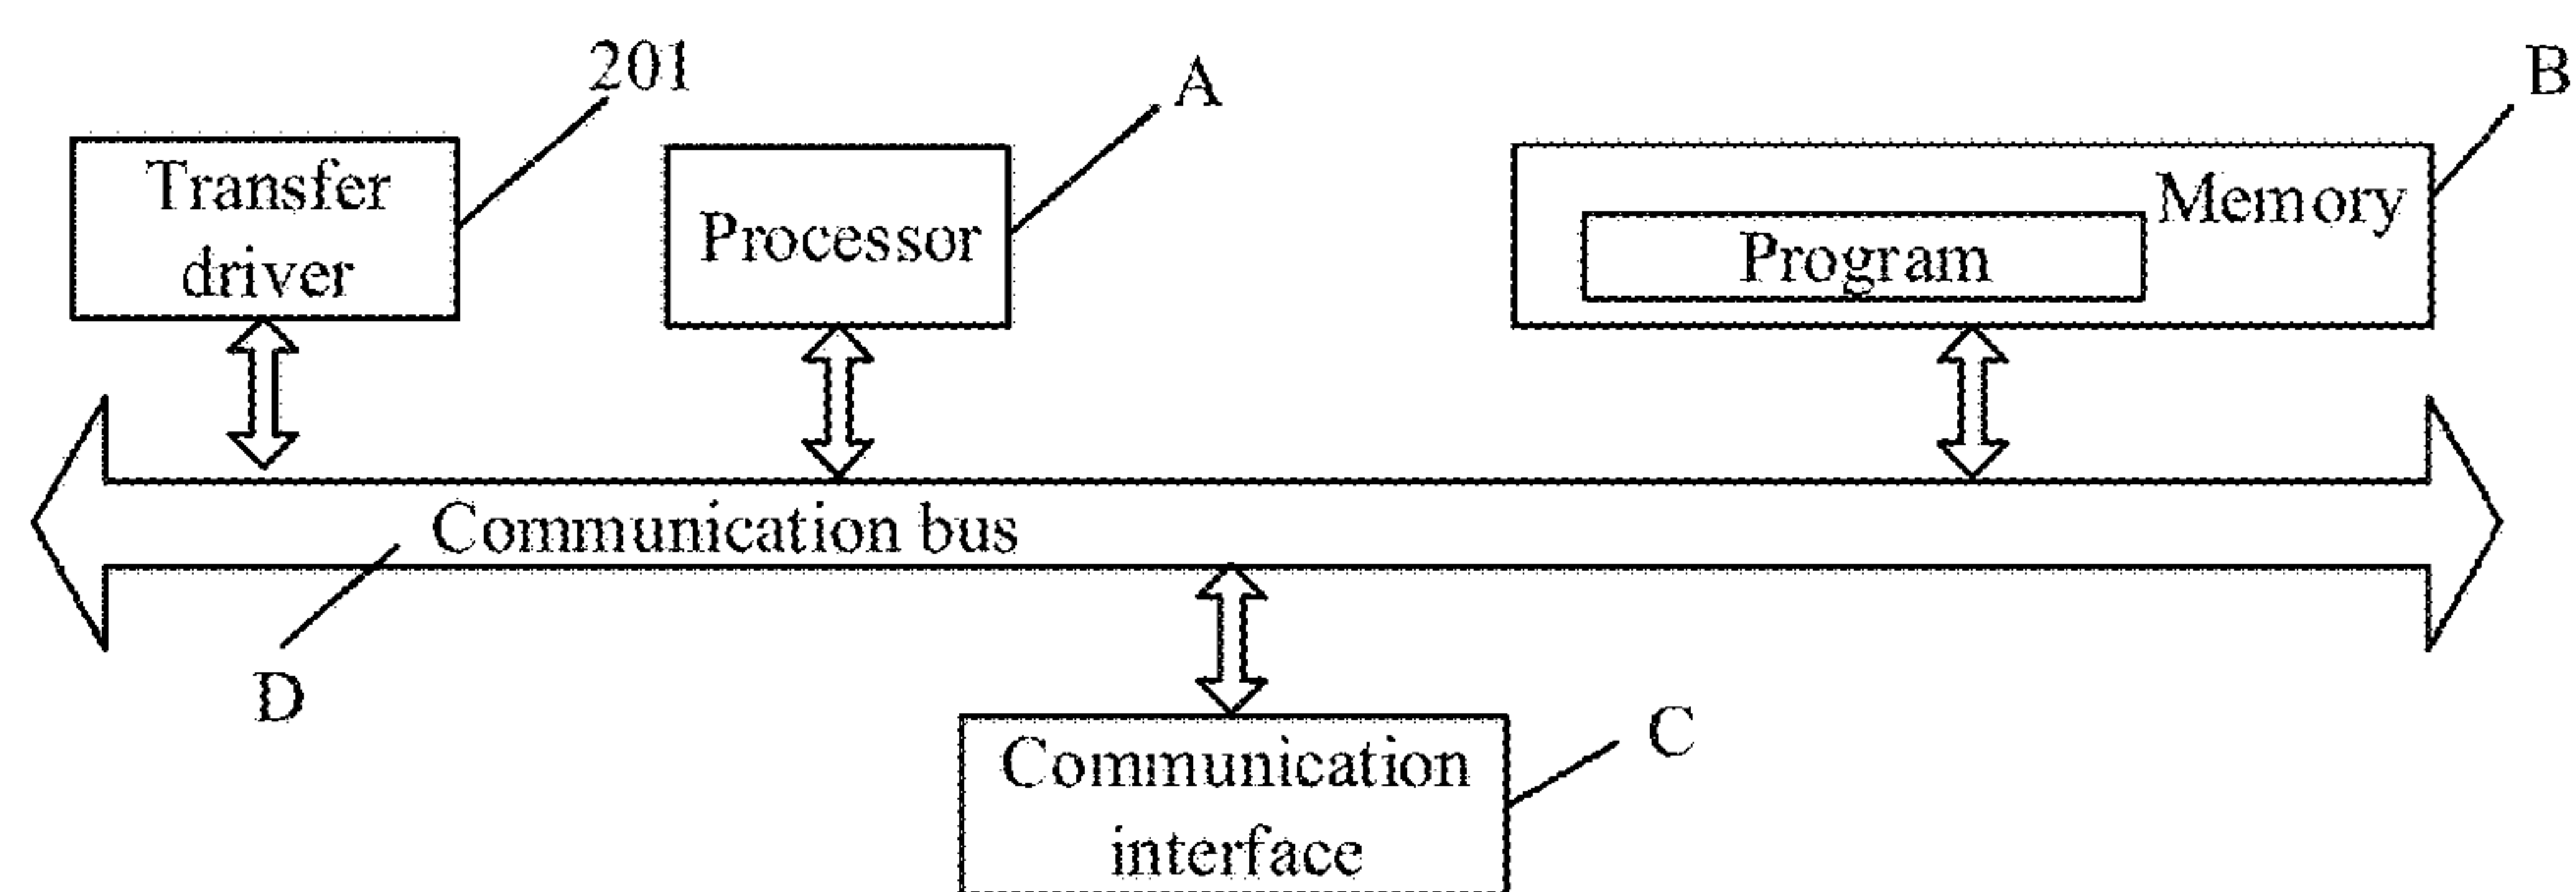 201
A
B
Transfer
driver
Processor
Memory
Program
Communication bus
D
C
Communication
interface